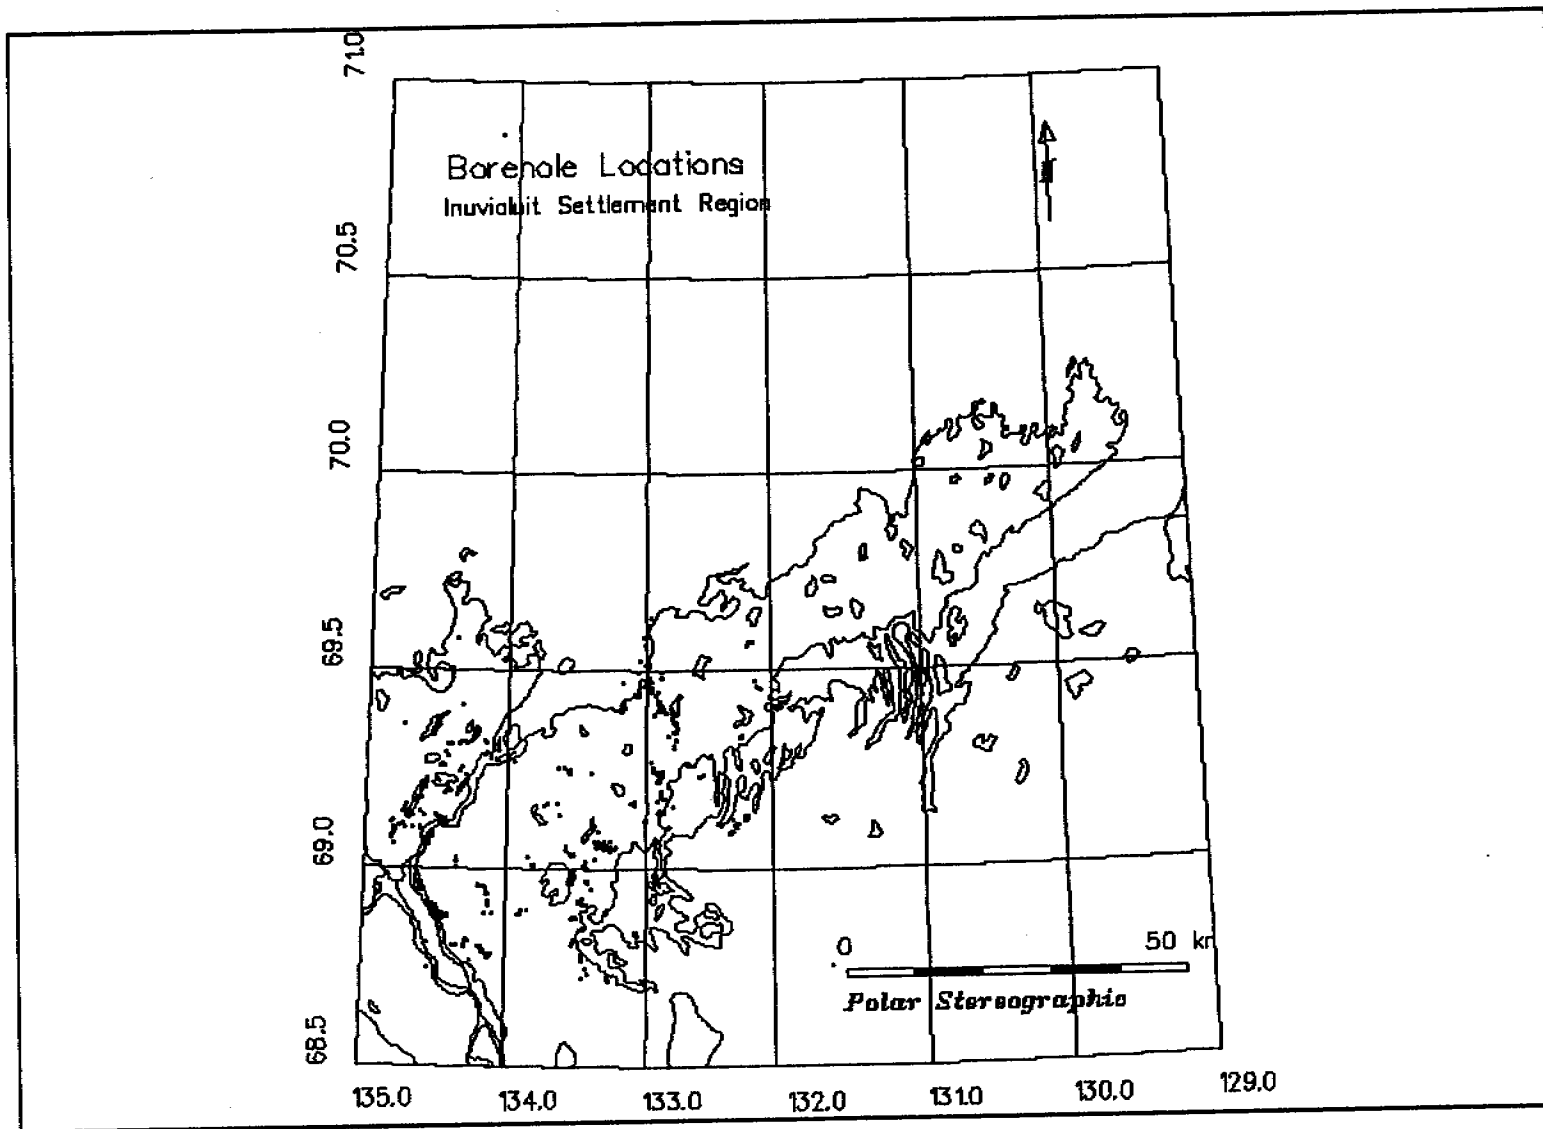 71.0
Borehole Locations
Inuvialuit Settlement Region
N
70.5
70.0
69.5
69.0
0 50 km
Polar Stereographic
68.5
135.0 134.0 133.0 132.0 131.0 130.0 129.0